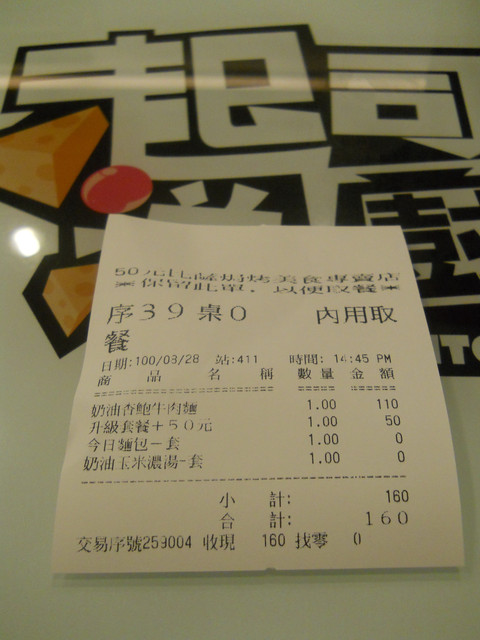 起司
50元比薩焗烤美食專賣店
※保留此單，以便取餐※
序39桌0 內用取
餐
日期:100/08/28 站:411 時間: 14:45 PM
商 品 名 稱 數量 金額
奶油香鮑牛肉麵 1.00 110
升級套餐+50元 1.00 50
今日麵包-套 1.00 0
奶油玉米濃湯-套 1.00 0
小 計: 160
合 計: 160
交易序號259004 收現 160 找零 0